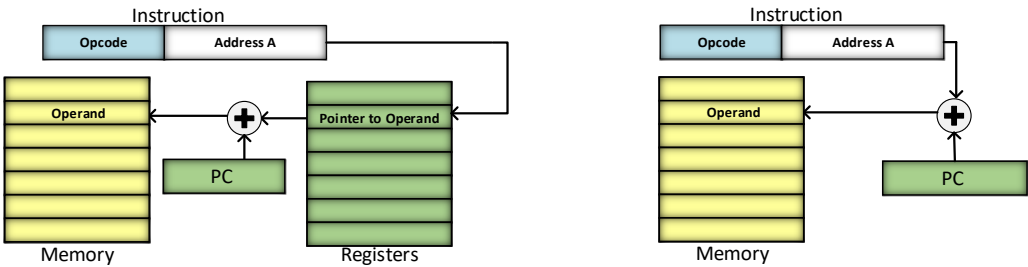 Instruction
Opcode Address A
Operand
Pointer to Operand
PC
Memory
Registers
Instruction
Opcode Address A
Operand
PC
Memory